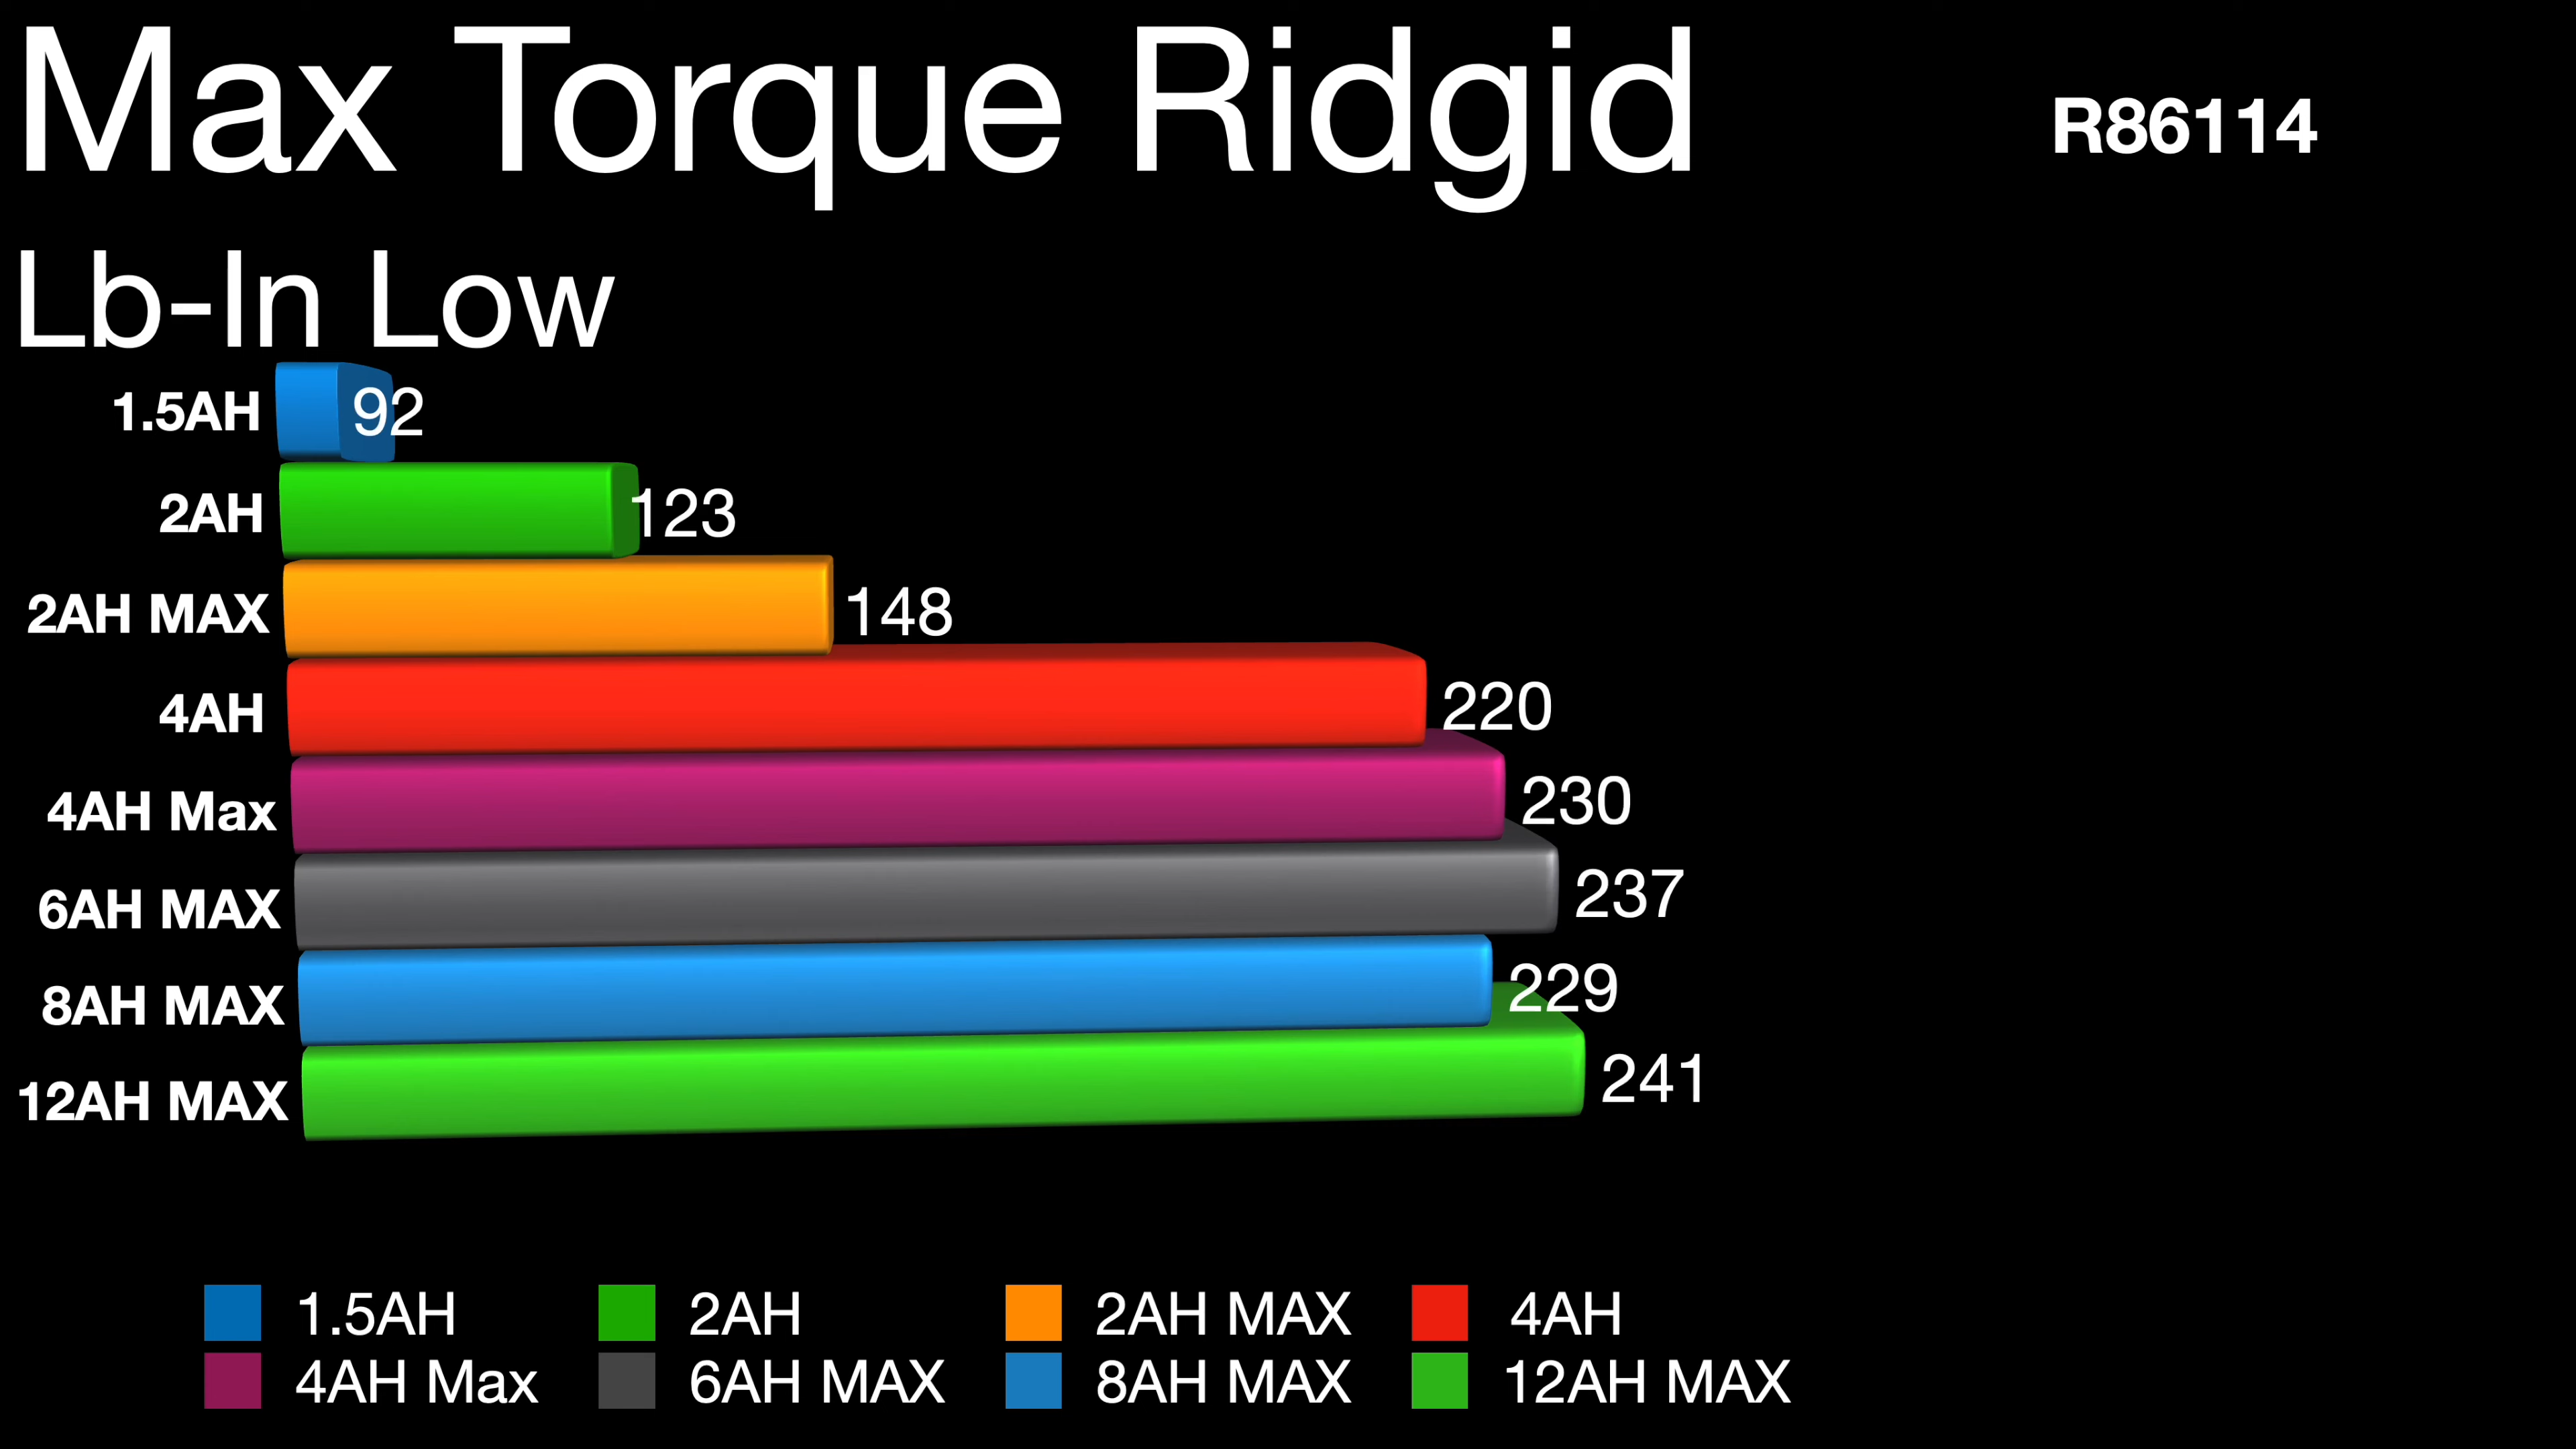 Max Torque Ridgid
R86114
Lb-In Low
1.5AH 92
2AH 123
2AH MAX 148
4AH 220
4AH Max 230
6AH MAX 237
8AH MAX 229
12AH MAX 241
1.5AH 2AH 2AH MAX 4AH
4AH Max 6AH MAX 8AH MAX 12AH MAX